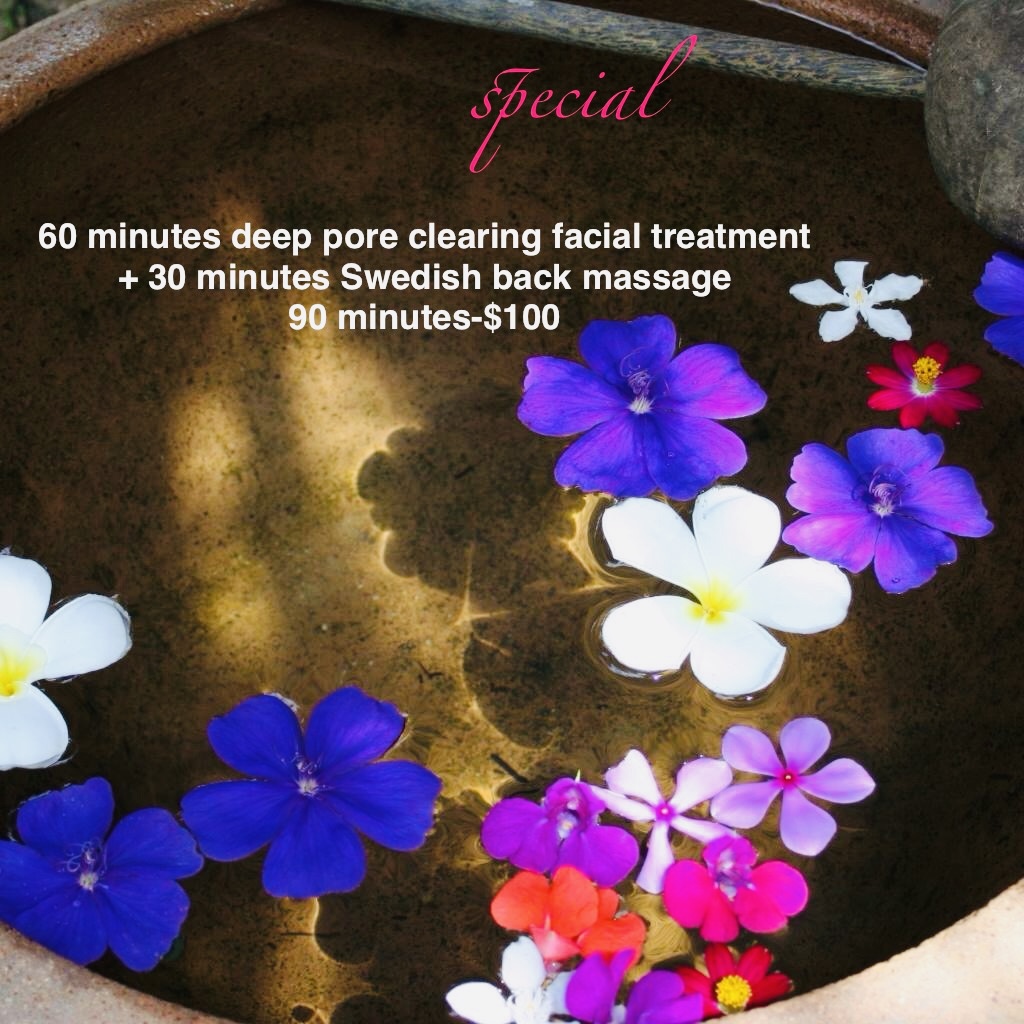 special
60 minutes deep pore clearing facial treatment
+ 30 minutes Swedish back massage
90 minutes-$100